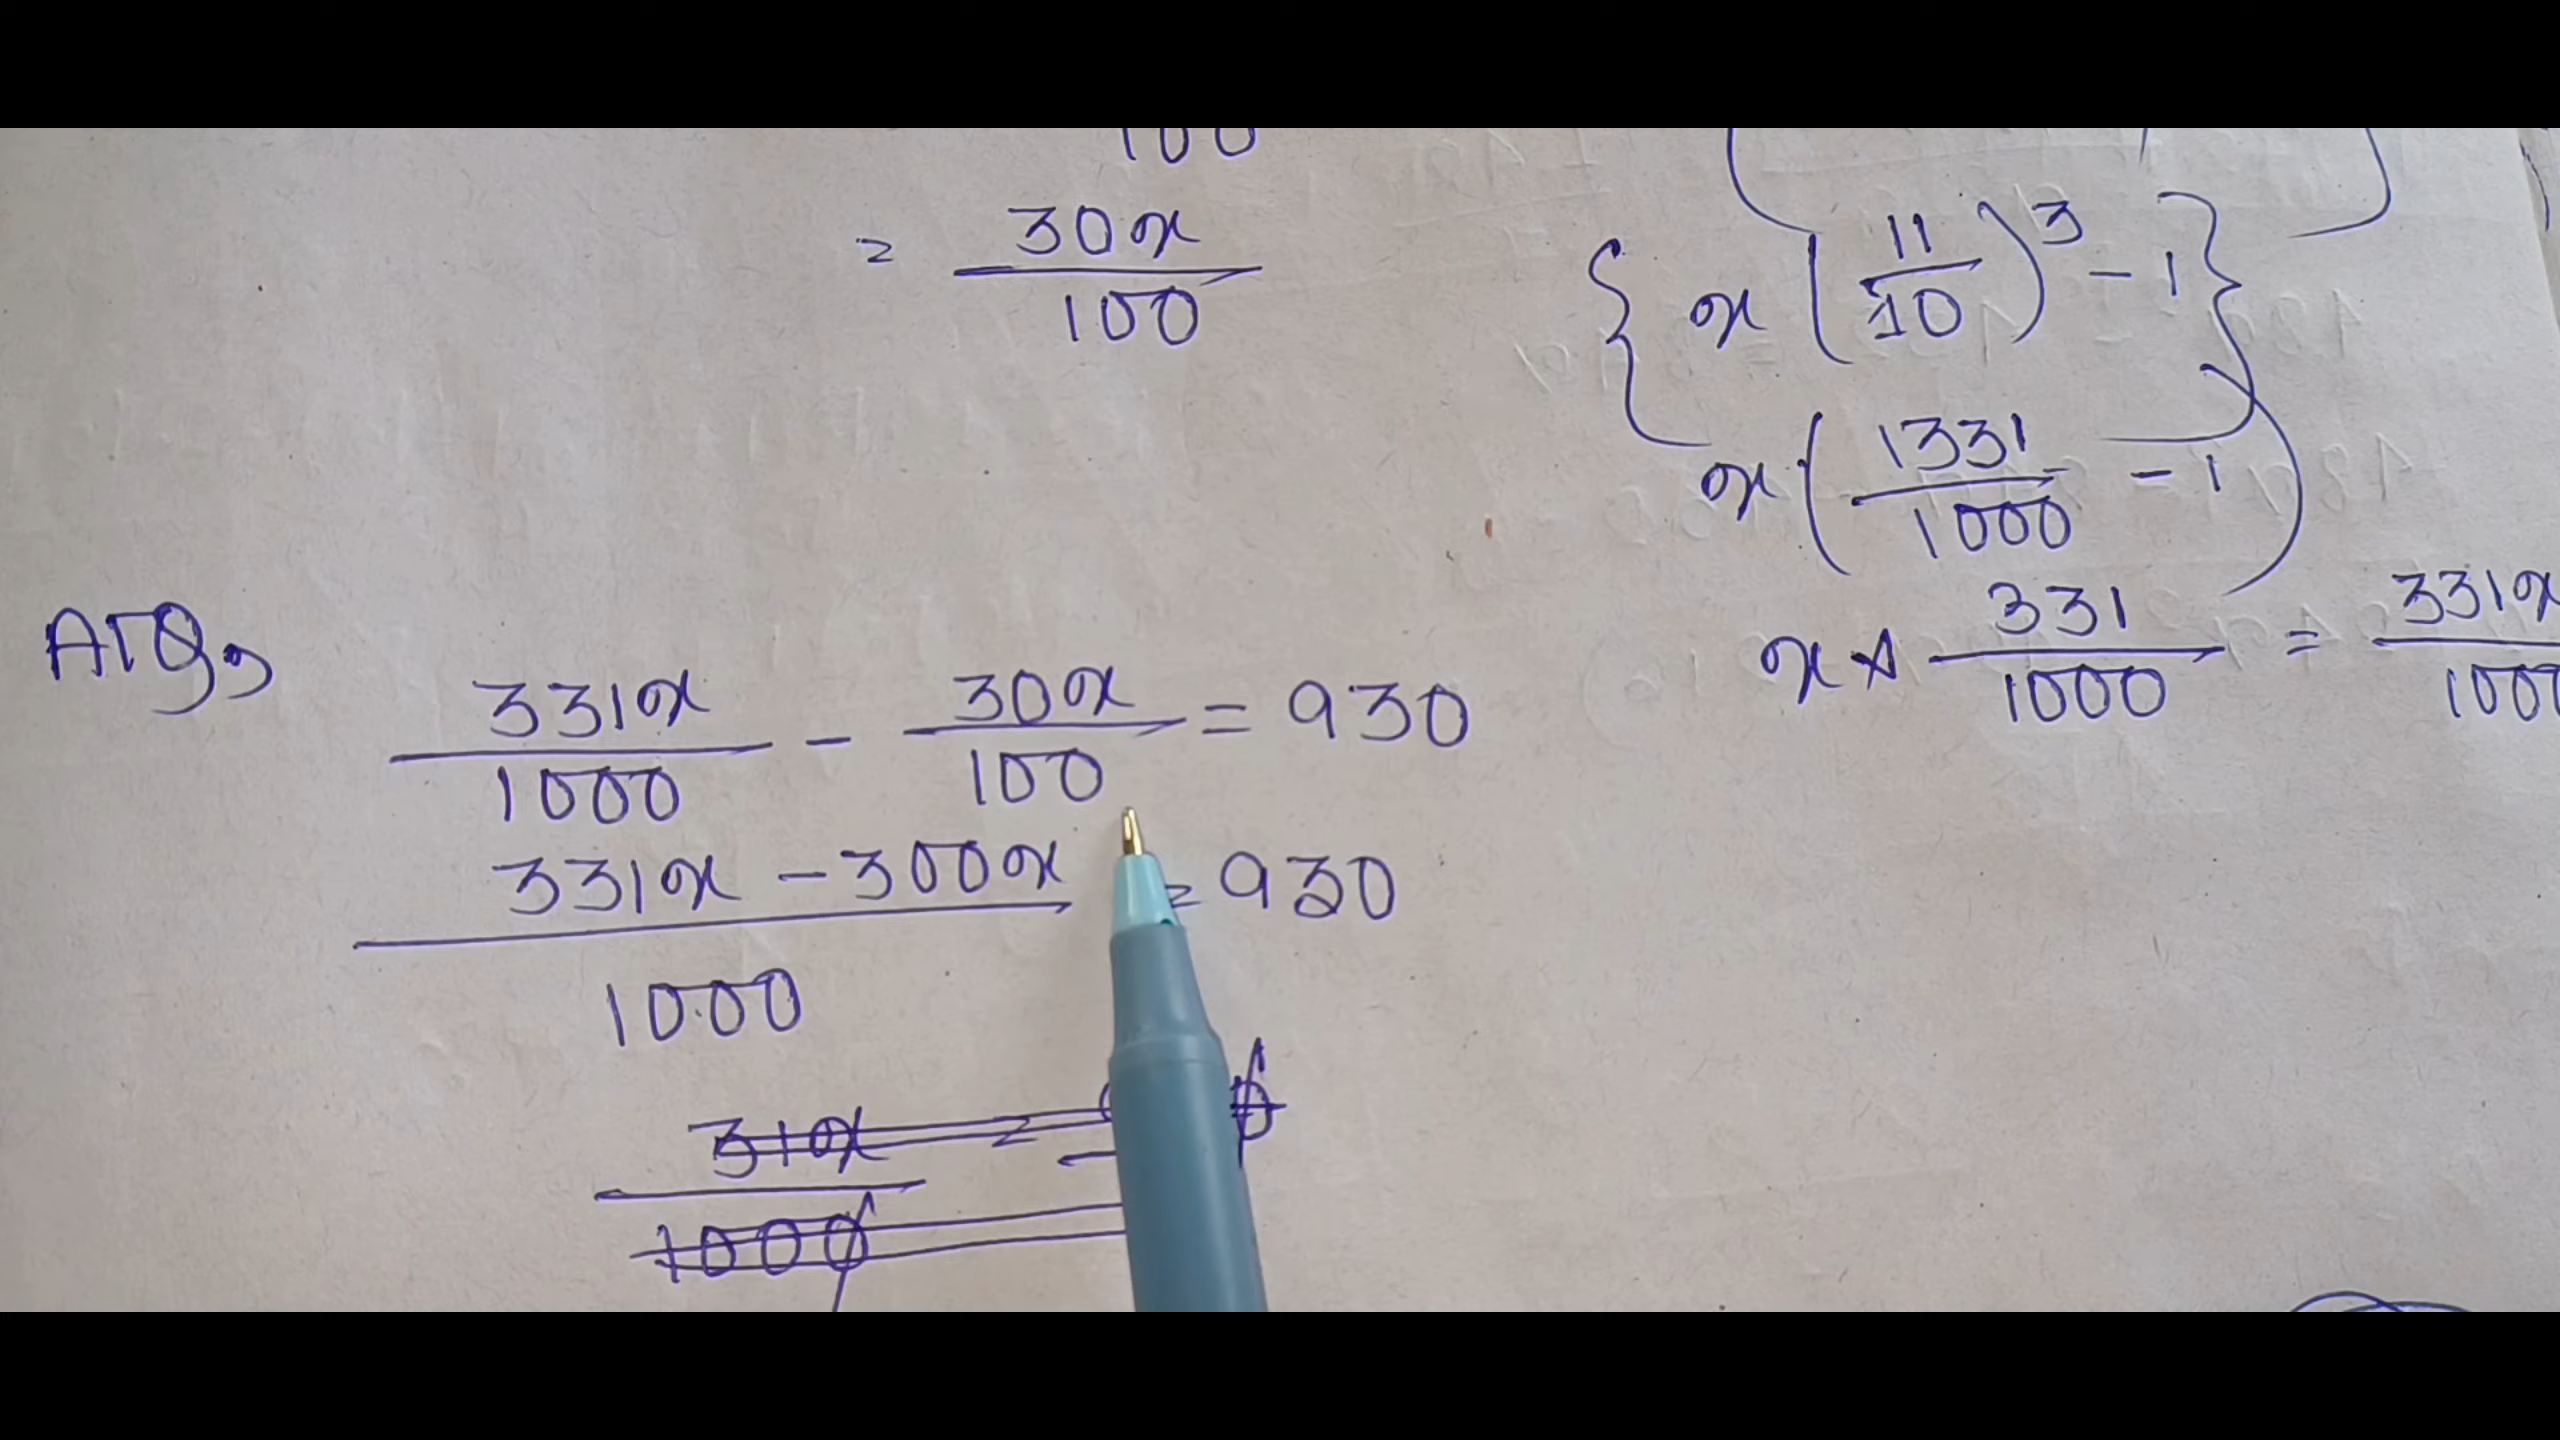 100
= 30x
100
{ x ( 11/10 )³ - 1 }
x ( 1331/1000 - 1 )
x × 331/1000 = 331x/1000
ATQ,
331x/1000 - 30x/100 = 930
331x - 300x = 930
1000
31x =
1000